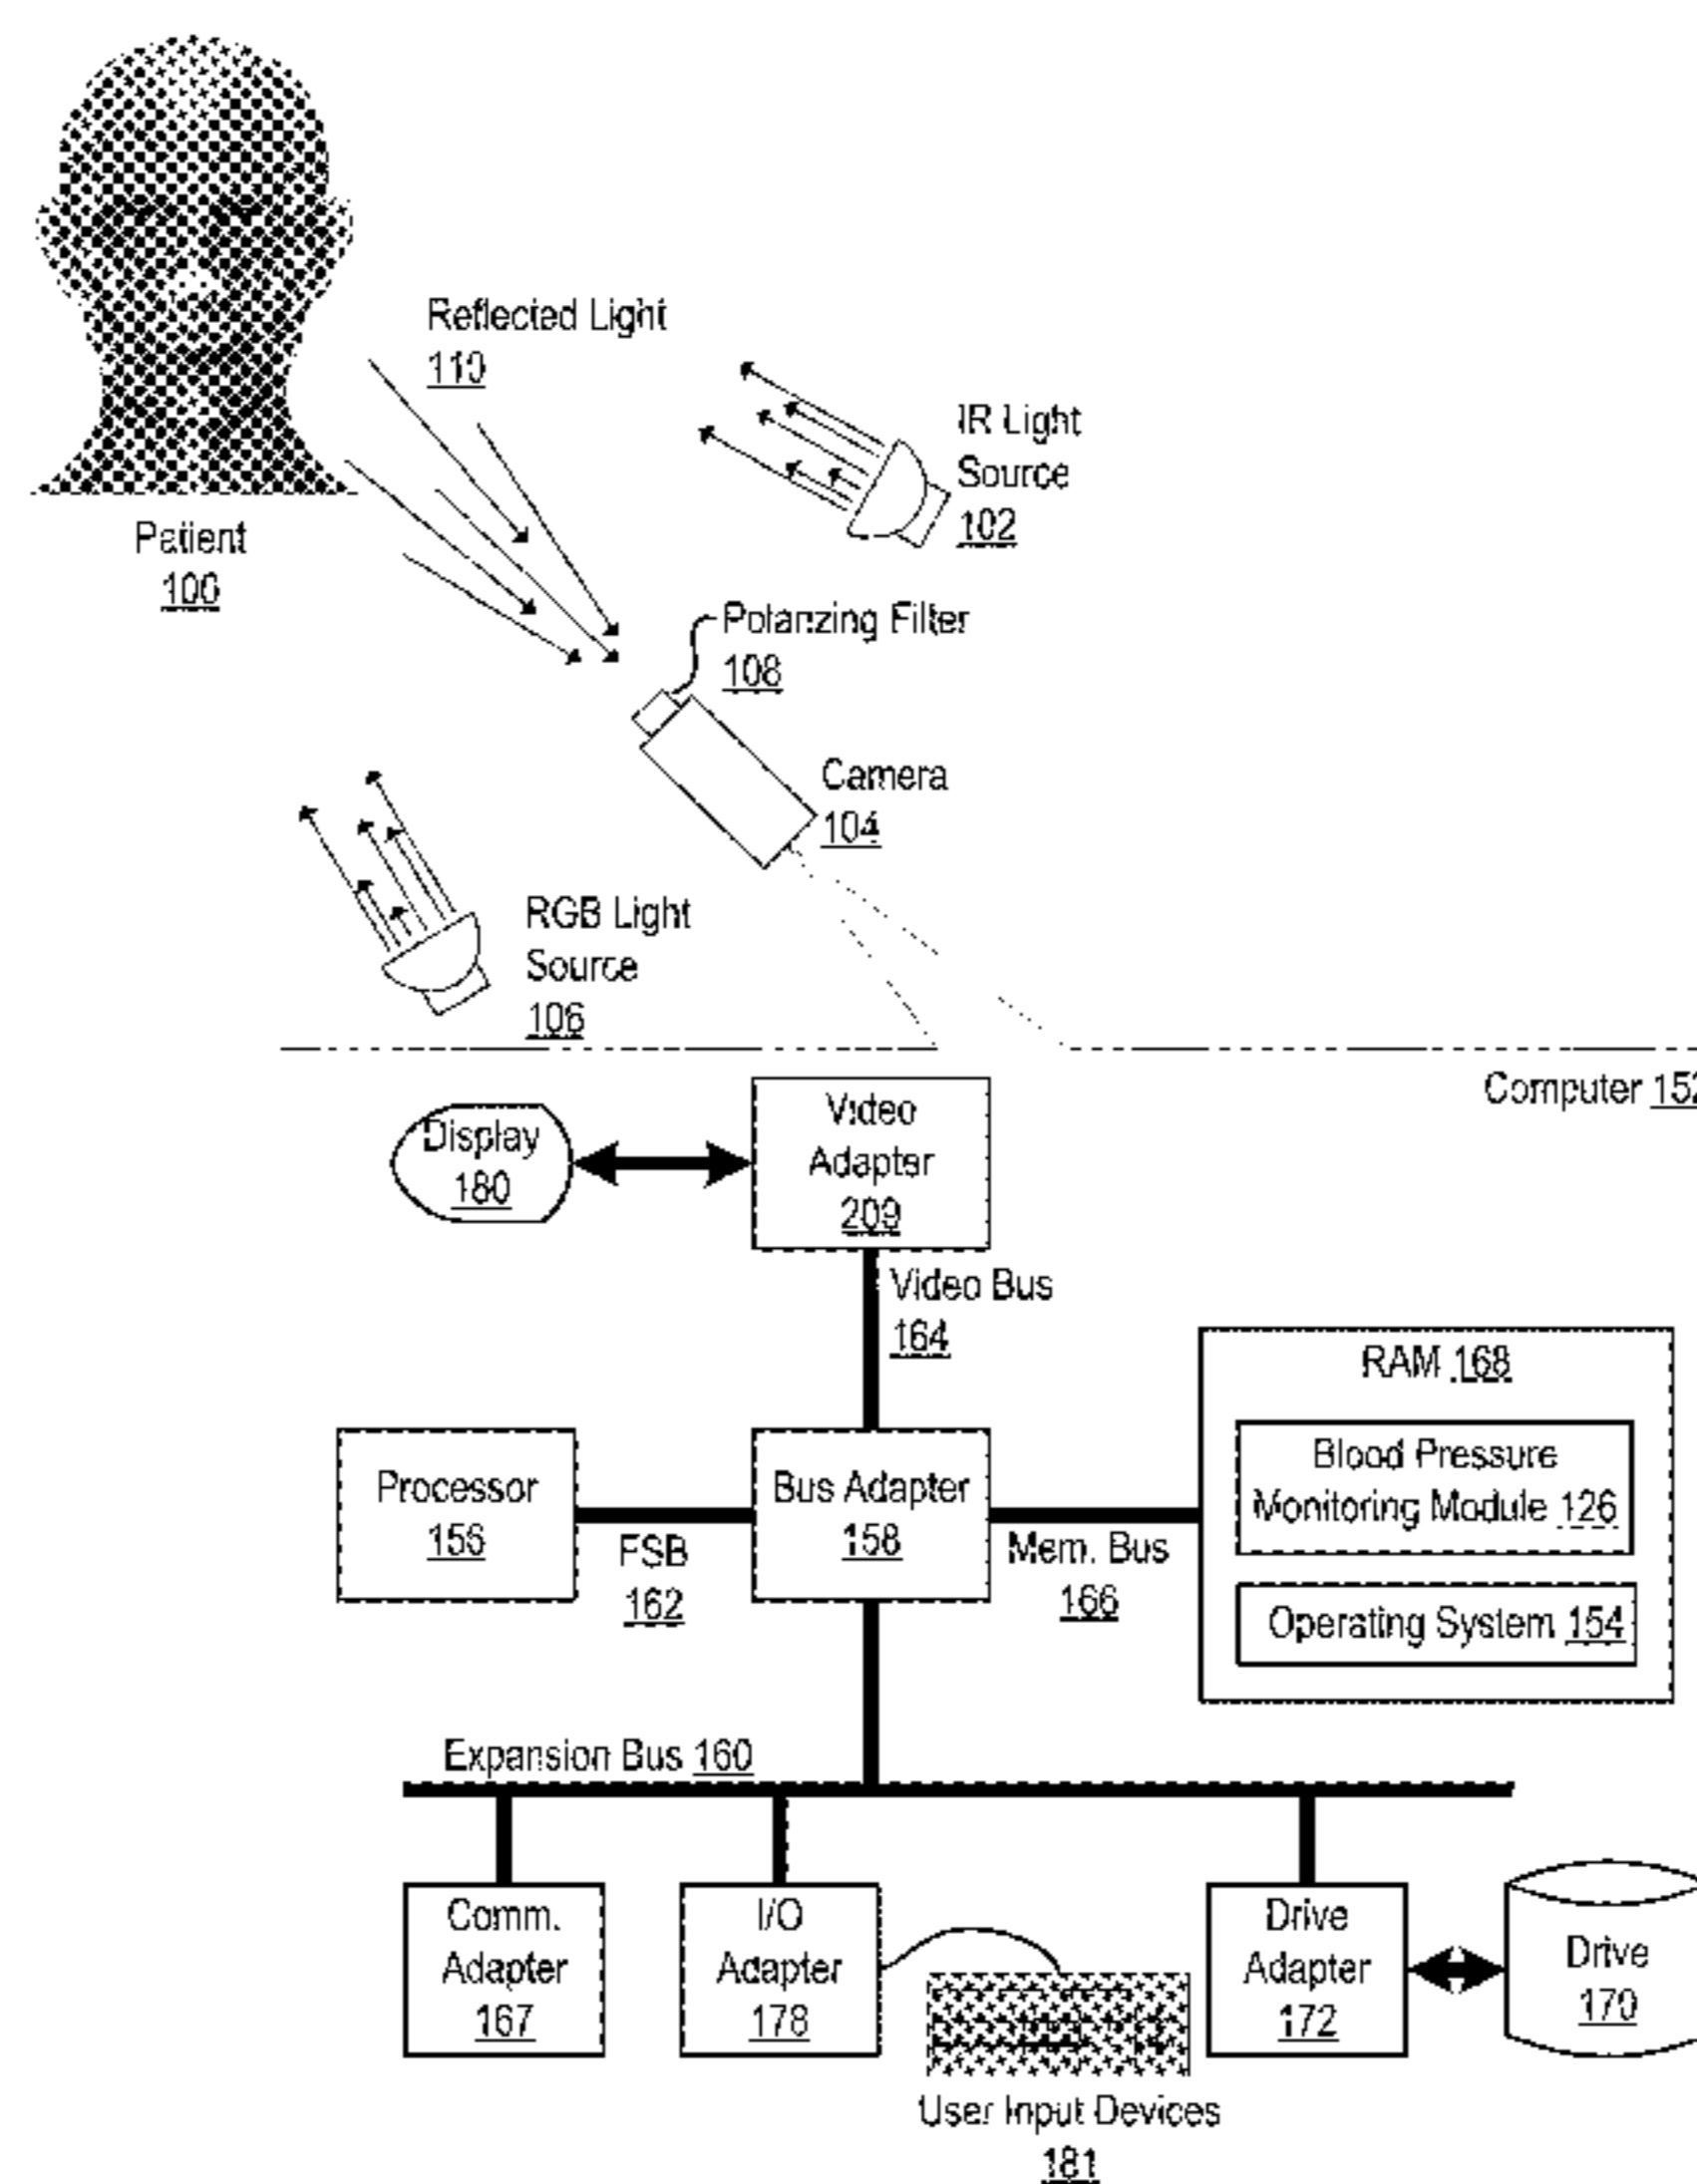 Reflected Light
110
IR Light
Source
102
Patient
100
Polarizing Filter
108
Camera
104
RGB Light
Source
106
Computer 152
Display
180
Video
Adapter
209
Video Bus
164
RAM 168
Blood Pressure
Monitoring Module 126
Operating System 154
Processor
156
FSB
162
Bus Adapter
158
Mem. Bus
166
Expansion Bus 160
Comm.
Adapter
167
I/O
Adapter
178
Drive
Adapter
172
Drive
170
User Input Devices
181